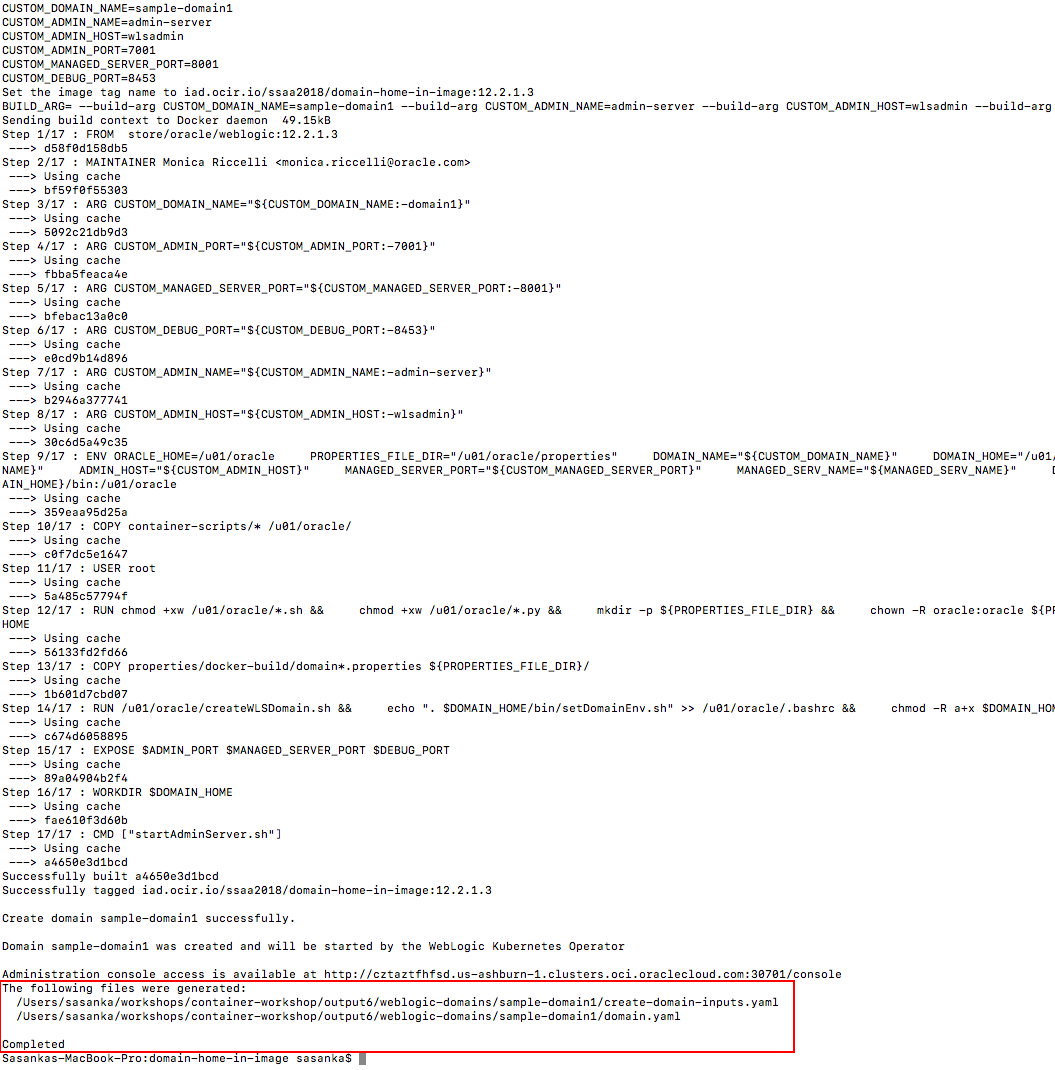 CUSTOM_DOMAIN_NAME=sample-domain1
CUSTOM_ADMIN_NAME=admin-server
CUSTOM_ADMIN_HOST=wlsadmin
CUSTOM_ADMIN_PORT=7001
CUSTOM_MANAGED_SERVER_PORT=8001
CUSTOM_DEBUG_PORT=8453
Set the image tag name to iad.ocir.io/ssaa2018/domain-home-in-image:12.2.1.3
BUILD_ARG= --build-arg CUSTOM_DOMAIN_NAME=sample-domain1 --build-arg CUSTOM_ADMIN_NAME=admin-server --build-arg CUSTOM_ADMIN_HOST=wlsadmin --build-arg
Sending build context to Docker daemon  49.15kB
Step 1/17 : FROM  store/oracle/weblogic:12.2.1.3
 ---> d58f0d158db5
Step 2/17 : MAINTAINER Monica Riccelli <monica.riccelli@oracle.com>
 ---> Using cache
 ---> bf59f0f55303
Step 3/17 : ARG CUSTOM_DOMAIN_NAME="${CUSTOM_DOMAIN_NAME:-domain1}"
 ---> Using cache
 ---> 5092c21db9d3
Step 4/17 : ARG CUSTOM_ADMIN_PORT="${CUSTOM_ADMIN_PORT:-7001}"
 ---> Using cache
 ---> fbba5feaca4e
Step 5/17 : ARG CUSTOM_MANAGED_SERVER_PORT="${CUSTOM_MANAGED_SERVER_PORT:-8001}"
 ---> Using cache
 ---> bfebac13a0c0
Step 6/17 : ARG CUSTOM_DEBUG_PORT="${CUSTOM_DEBUG_PORT:-8453}"
 ---> Using cache
 ---> e0cd9b14d896
Step 7/17 : ARG CUSTOM_ADMIN_NAME="${CUSTOM_ADMIN_NAME:-admin-server}"
 ---> Using cache
 ---> b2946a377741
Step 8/17 : ARG CUSTOM_ADMIN_HOST="${CUSTOM_ADMIN_HOST:-wlsadmin}"
 ---> Using cache
 ---> 30c6d5a49c35
Step 9/17 : ENV ORACLE_HOME=/u01/oracle     PROPERTIES_FILE_DIR="/u01/oracle/properties"     DOMAIN_NAME="${CUSTOM_DOMAIN_NAME}"     DOMAIN_HOME="/u01/
NAME}"     ADMIN_HOST="${CUSTOM_ADMIN_HOST}"     MANAGED_SERVER_PORT="${CUSTOM_MANAGED_SERVER_PORT}"     MANAGED_SERV_NAME="${MANAGED_SERV_NAME}"
AIN_HOME}/bin:/u01/oracle
 ---> Using cache
 ---> 359eaa95d25a
Step 10/17 : COPY container-scripts/* /u01/oracle/
 ---> Using cache
 ---> c0f7dc5e1647
Step 11/17 : USER root
 ---> Using cache
 ---> 5a485c57794f
Step 12/17 : RUN chmod +xw /u01/oracle/*.sh &&     chmod +xw /u01/oracle/*.py &&     mkdir -p ${PROPERTIES_FILE_DIR} &&     chown -R oracle:oracle ${PR
HOME
 ---> Using cache
 ---> 56133fd2fd66
Step 13/17 : COPY properties/docker-build/domain*.properties ${PROPERTIES_FILE_DIR}/
 ---> Using cache
 ---> 1b601d7cbd07
Step 14/17 : RUN /u01/oracle/createWLSDomain.sh &&     echo ". $DOMAIN_HOME/bin/setDomainEnv.sh" >> /u01/oracle/.bashrc &&     chmod -R a+x $DOMAIN_HOM
 ---> Using cache
 ---> c674d6058895
Step 15/17 : EXPOSE $ADMIN_PORT $MANAGED_SERVER_PORT $DEBUG_PORT
 ---> Using cache
 ---> 89a04904b2f4
Step 16/17 : WORKDIR $DOMAIN_HOME
 ---> Using cache
 ---> fae610f3d60b
Step 17/17 : CMD ["startAdminServer.sh"]
 ---> Using cache
 ---> a4650e3d1bcd
Successfully built a4650e3d1bcd
Successfully tagged iad.ocir.io/ssaa2018/domain-home-in-image:12.2.1.3

Create domain sample-domain1 successfully.

Domain sample-domain1 was created and will be started by the WebLogic Kubernetes Operator

Administration console access is available at http://cztaztfhfsd.us-ashburn-1.clusters.oci.oraclecloud.com:30701/console
The following files were generated:
  /Users/sasanka/workshops/container-workshop/output6/weblogic-domains/sample-domain1/create-domain-inputs.yaml
  /Users/sasanka/workshops/container-workshop/output6/weblogic-domains/sample-domain1/domain.yaml

Completed
Sasankas-MacBook-Pro:domain-home-in-image sasanka$